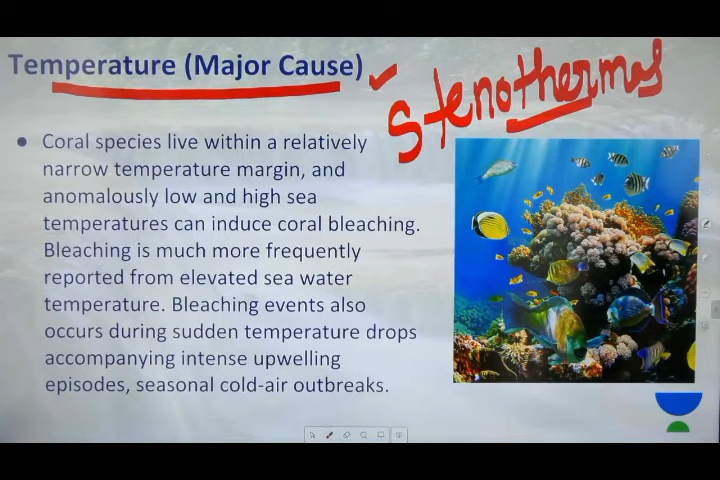 Temperature (Major Cause)
Stenothermal
Coral species live within a relatively
narrow temperature margin, and
anomalously low and high sea
temperatures can induce coral bleaching.
Bleaching is much more frequently
reported from elevated sea water
temperature. Bleaching events also
occurs during sudden temperature drops
accompanying intense upwelling
episodes, seasonal cold-air outbreaks.